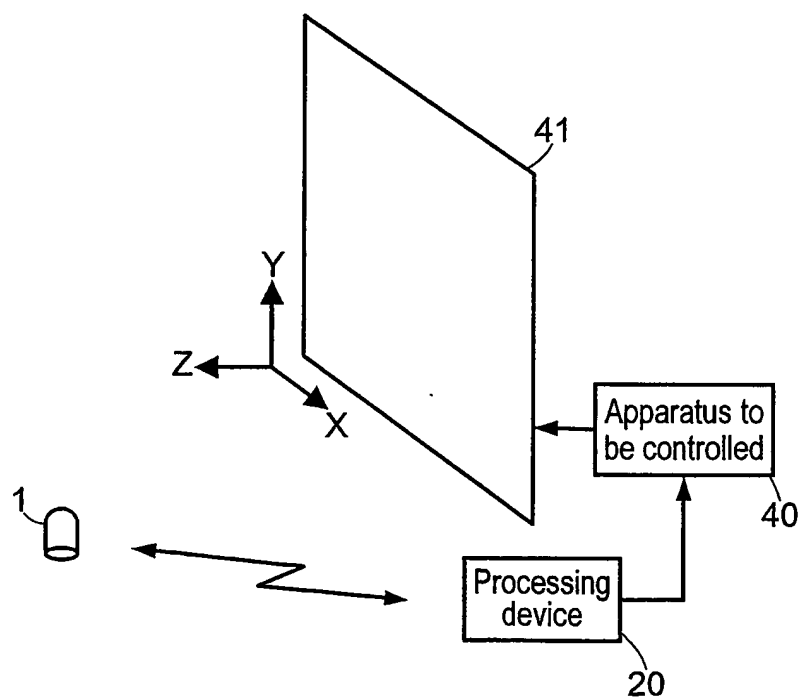 41
Y
Z
X
Apparatus to
be controlled
40
1
Processing
device
20